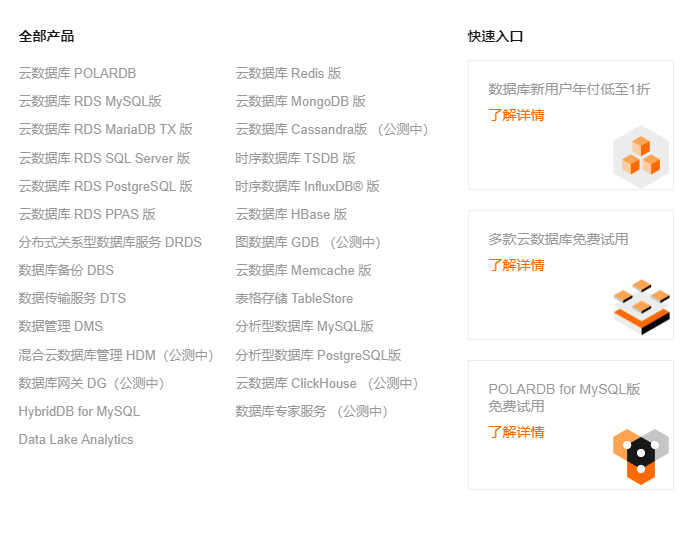 全部产品
云数据库 POLARDB
云数据库 RDS MySQL版
云数据库 RDS MariaDB TX 版
云数据库 RDS SQL Server 版
云数据库 RDS PostgreSQL 版
云数据库 RDS PPAS 版
分布式关系型数据库服务 DRDS
数据库备份 DBS
数据传输服务 DTS
数据管理 DMS
混合云数据库管理 HDM（公测中）
数据库网关 DG（公测中）
HybridDB for MySQL
Data Lake Analytics
云数据库 Redis 版
云数据库 MongoDB 版
云数据库 Cassandra版 （公测中）
时序数据库 TSDB 版
时序数据库 InfluxDB® 版
云数据库 HBase 版
图数据库 GDB （公测中）
云数据库 Memcache 版
表格存储 TableStore
分析型数据库 MySQL版
分析型数据库 PostgreSQL版
云数据库 ClickHouse （公测中）
数据库专家服务 （公测中）
快速入口
数据库新用户年付低至1折
了解详情
多款云数据库免费试用
了解详情
POLARDB for MySQL版
免费试用
了解详情